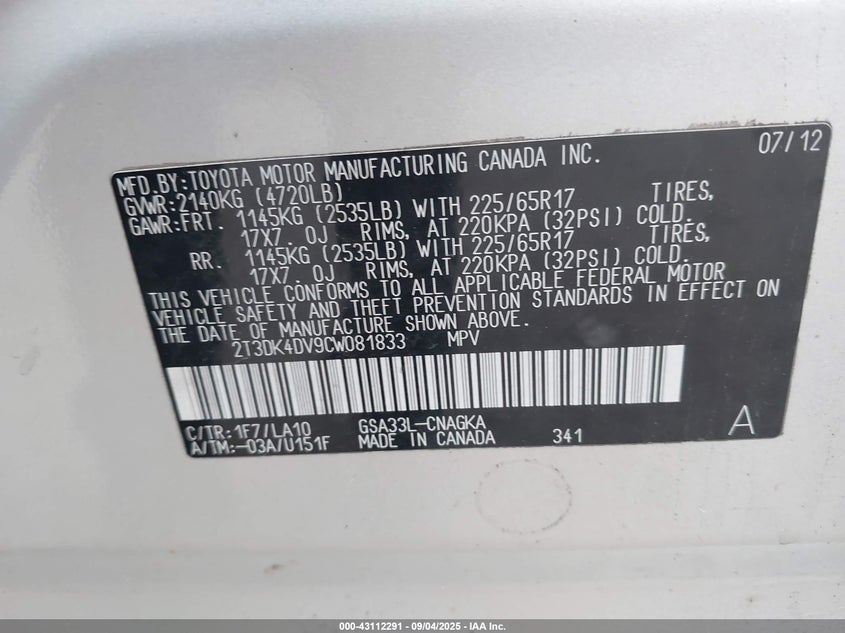 07/12
MFD.BY:TOYOTA MOTOR MANUFACTURING CANADA INC.
GVWR:2140KG (4720LB)
GAWR:FRT. 1145KG (2535LB) WITH 225/65R17 TIRES,
17X7. 0J RIMS, AT 220KPA (32PSI) COLD.
RR. 1145KG (2535LB) WITH 225/65R17 TIRES,
17X7. 0J RIMS, AT 220KPA (32PSI) COLD.
THIS VEHICLE CONFORMS TO ALL APPLICABLE FEDERAL MOTOR
VEHICLE SAFETY AND THEFT PREVENTION STANDARDS IN EFFECT ON
THE DATE OF MANUFACTURE SHOWN ABOVE.
2T3DK4DV9CW081833 MPV
C/TR:1F7/LA10 GSA33L-CNAGKA
A/TM:-03A/U151F MADE IN CANADA 341 A
000-43112291 - 09/04/2025 - IAA Inc.